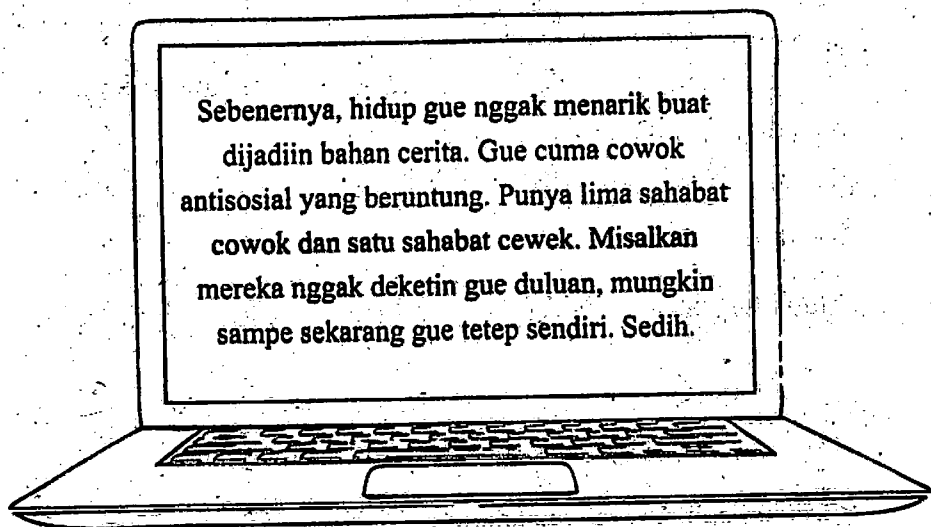 Sebenernya, hidup gue nggak menarik buat
dijadiin bahan cerita. Gue cuma cowok
antisosial yang beruntung. Punya lima sahabat
cowok dan satu sahabat cewek. Misalkan
mereka nggak deketin gue duluan, mungkin
sampe sekarang gue tetep sendiri. Sedih.